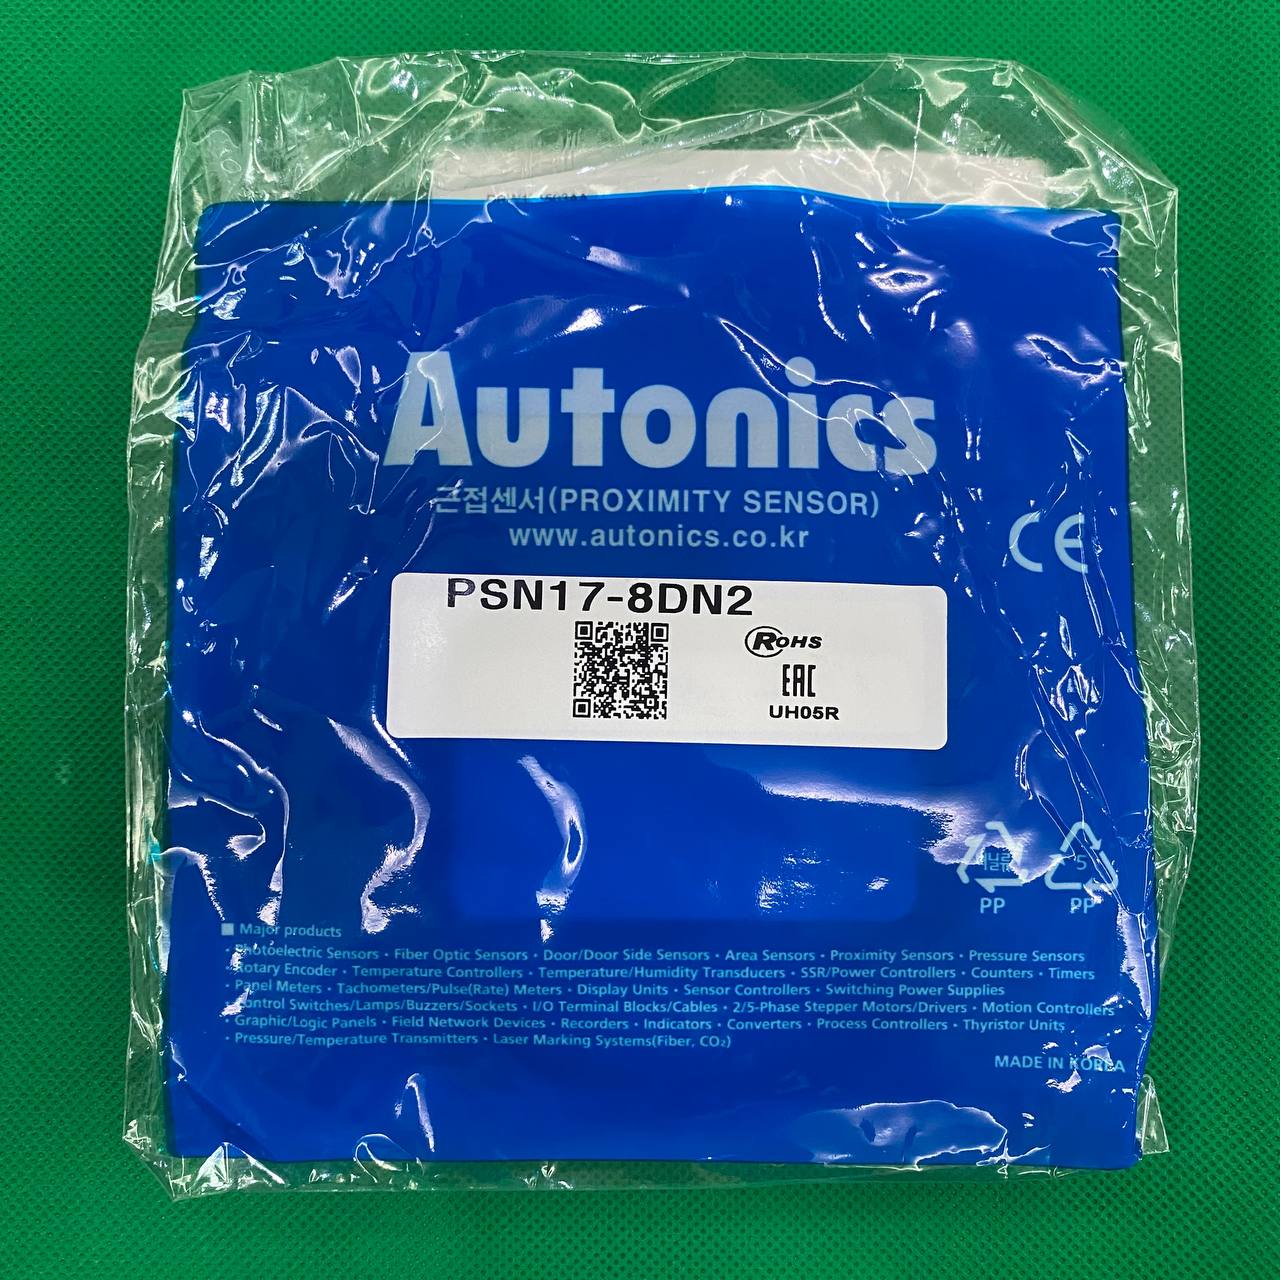 Autonics
근접센서(PROXIMITY SENSOR)
www.autonics.co.kr
CE
PSN17-8DN2
RoHS
EAC
UH05R
5
PP
PP
Major products
· Photoelectric Sensors · Fiber Optic Sensors · Door/Door Side Sensors · Area Sensors · Proximity Sensors · Pressure Sensors
· Rotary Encoder · Temperature Controllers · Temperature/Humidity Transducers · SSR/Power Controllers · Counters · Timers
· Panel Meters · Tachometers/Pulse(Rate) Meters · Display Units · Sensor Controllers · Switching Power Supplies
· Control Switches/Lamps/Buzzers/Sockets · I/O Terminal Blocks/Cables · 2/5-Phase Stepper Motors/Drivers · Motion Controllers
· Graphic/Logic Panels · Field Network Devices · Recorders · Indicators · Converters · Process Controllers · Thyristor Units
· Pressure/Temperature Transmitters · Laser Marking Systems(Fiber, CO₂)
MADE IN KOREA